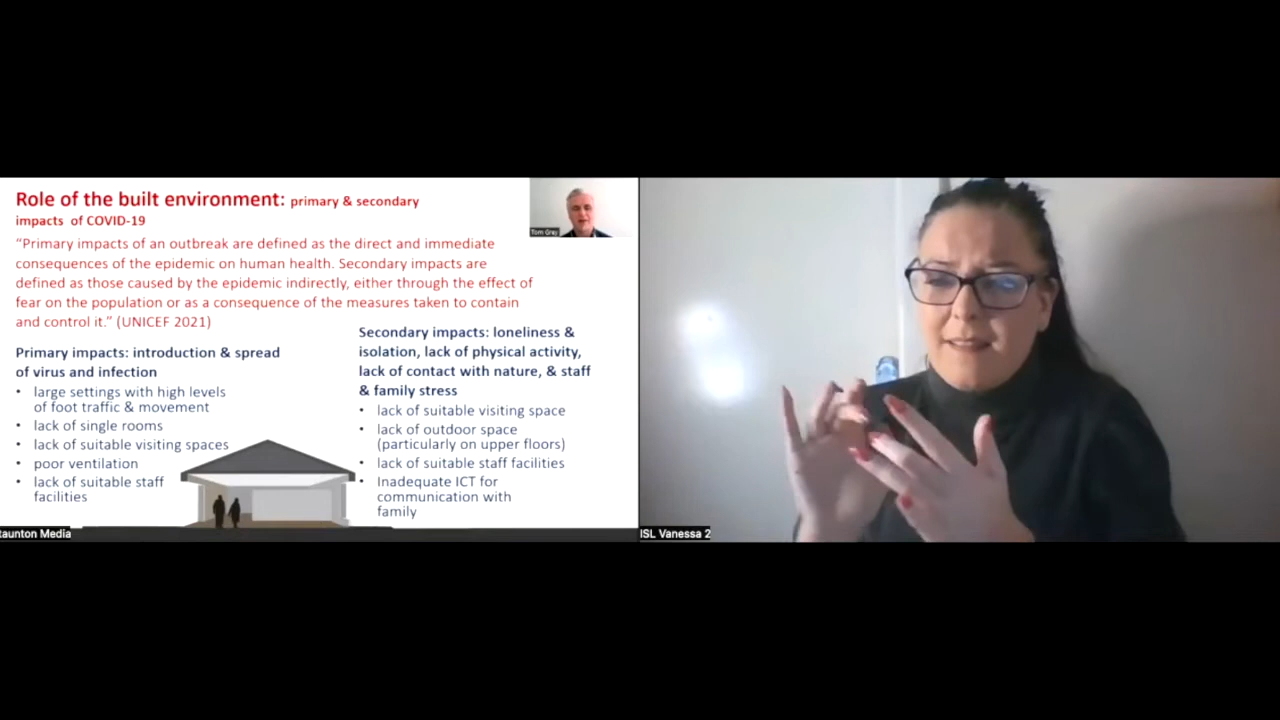 Role of the built environment: primary & secondary
impacts of COVID-19
“Primary impacts of an outbreak are defined as the direct and immediate
consequences of the epidemic on human health. Secondary impacts are
defined as those caused by the epidemic indirectly, either through the effect of
fear on the population or as a consequence of the measures taken to contain
and control it.” (UNICEF 2021)
Primary impacts: introduction & spread
of virus and infection
• large settings with high levels
of foot traffic & movement
• lack of single rooms
• lack of suitable visiting spaces
• poor ventilation
• lack of suitable staff
facilities
Secondary impacts: loneliness &
isolation, lack of physical activity,
lack of contact with nature, & staff
& family stress
• lack of suitable visiting space
• lack of outdoor space
(particularly on upper floors)
• lack of suitable staff facilities
• Inadequate ICT for
communication with
family
Tom Grey
taunton Media
ISL Vanessa 2